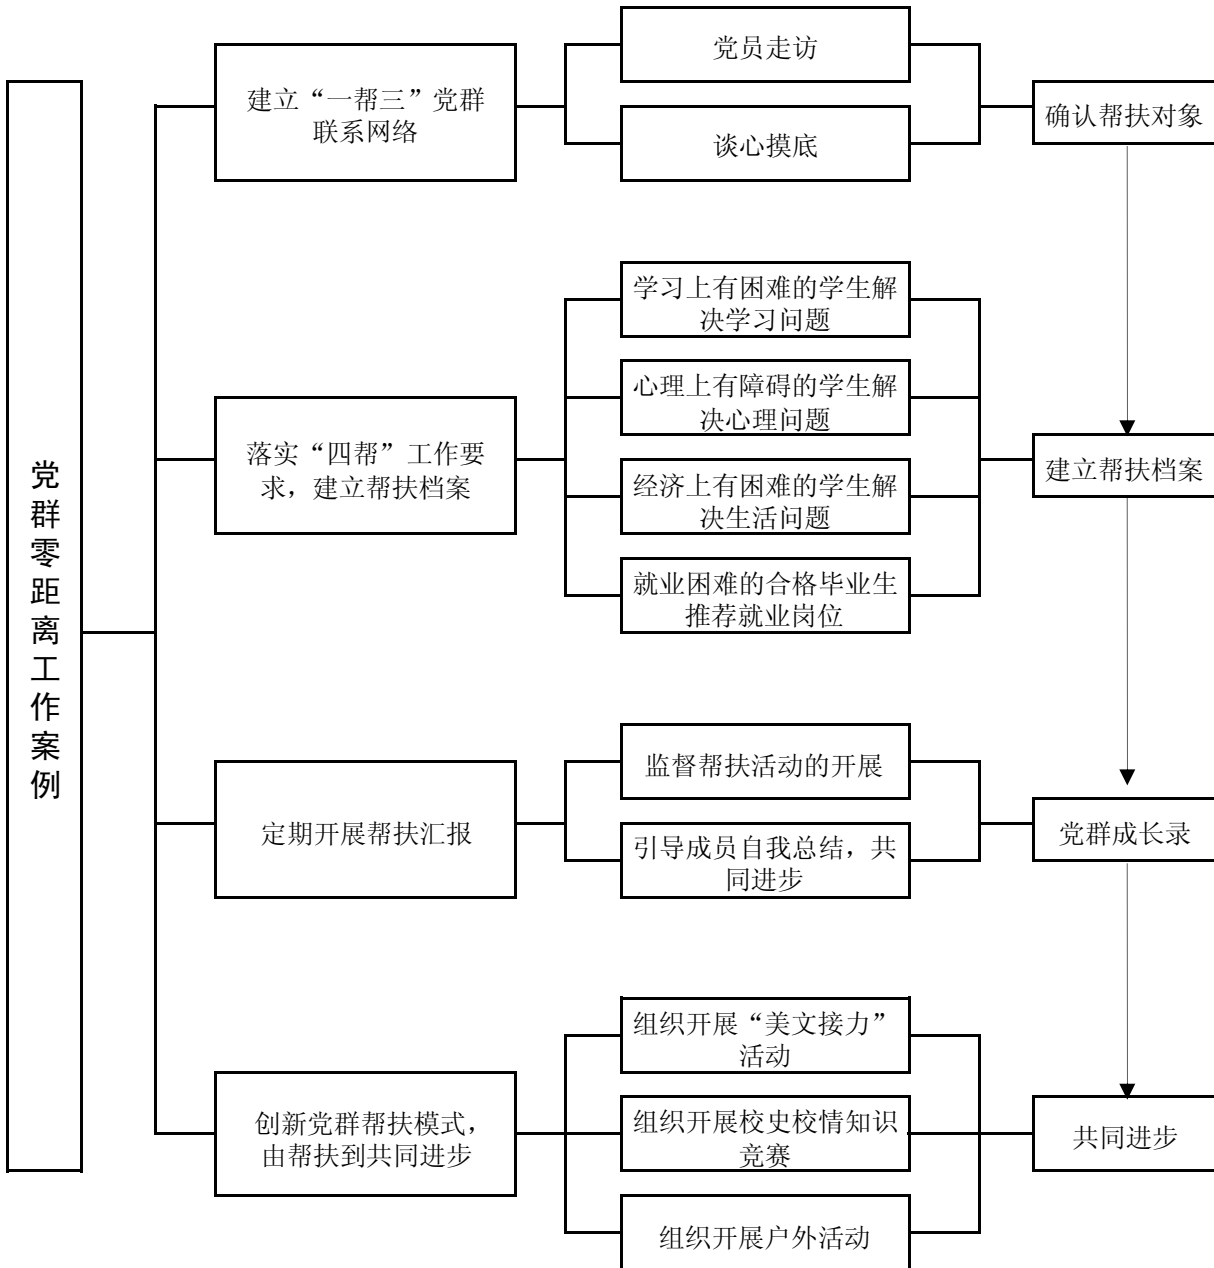 党群零距离工作案例
建立“一帮三”党群
联系网络
党员走访
谈心摸底
确认帮扶对象
落实“四帮”工作要
求，建立帮扶档案
学习上有困难的学生解
决学习问题
心理上有障碍的学生解
决心理问题
经济上有困难的学生解
决生活问题
就业困难的合格毕业生
推荐就业岗位
建立帮扶档案
定期开展帮扶汇报
监督帮扶活动的开展
引导成员自我总结，共
同进步
党群成长录
创新党群帮扶模式，
由帮扶到共同进步
组织开展“美文接力”
活动
组织开展校史校情知识
竞赛
组织开展户外活动
共同进步